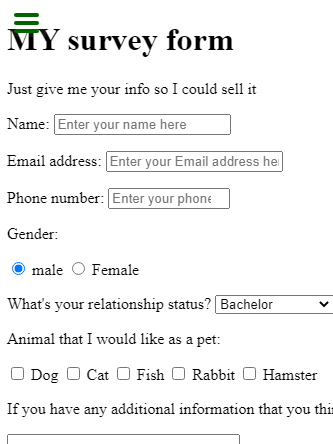 MY survey form
Just give me your info so I could sell it
Name: Enter your name here
Email address: Enter your Email address he
Phone number: Enter your phone
Gender:
male Female
What's your relationship status? Bachelor
Animal that I would like as a pet:
Dog Cat Fish Rabbit Hamster
If you have any additional information that you thi